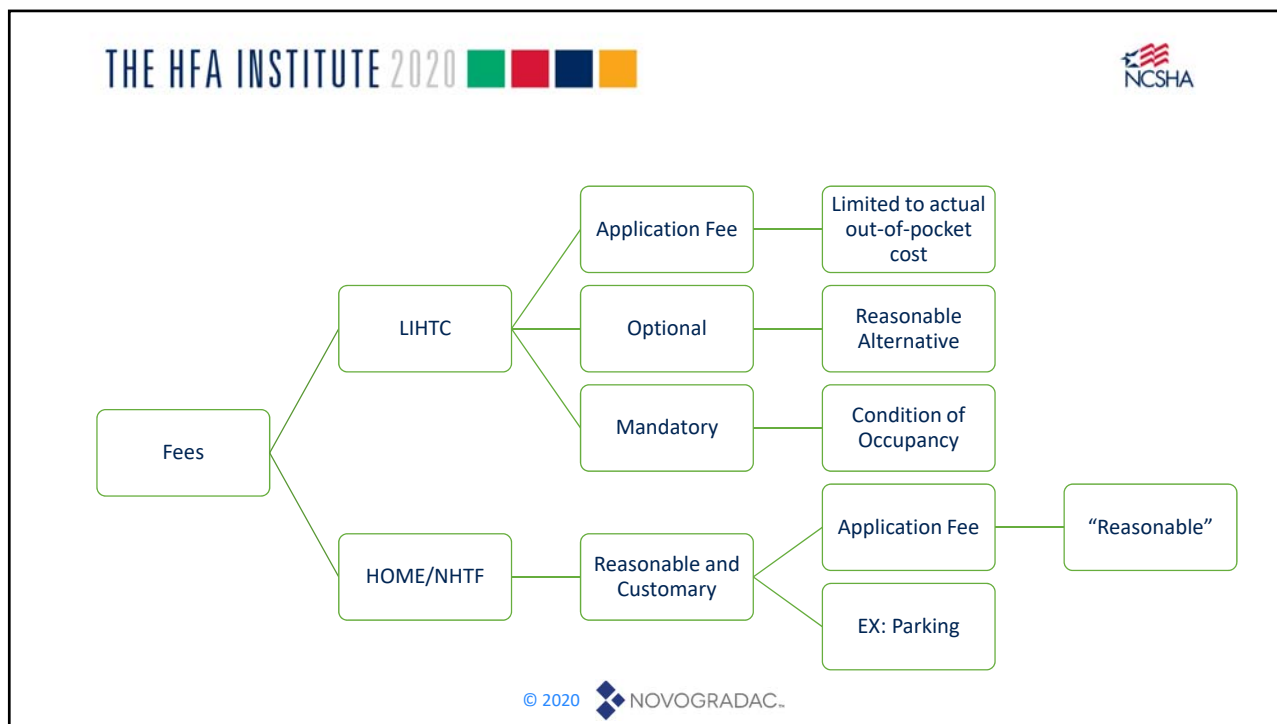 THE HFA INSTITUTE 2020
NCSHA
Application Fee
Limited to actual
out-of-pocket
cost
LIHTC
Optional
Reasonable
Alternative
Mandatory
Condition of
Occupancy
Fees
HOME/NHTF
Reasonable and
Customary
Application Fee
“Reasonable”
EX: Parking
© 2020 NOVOGRADAC™